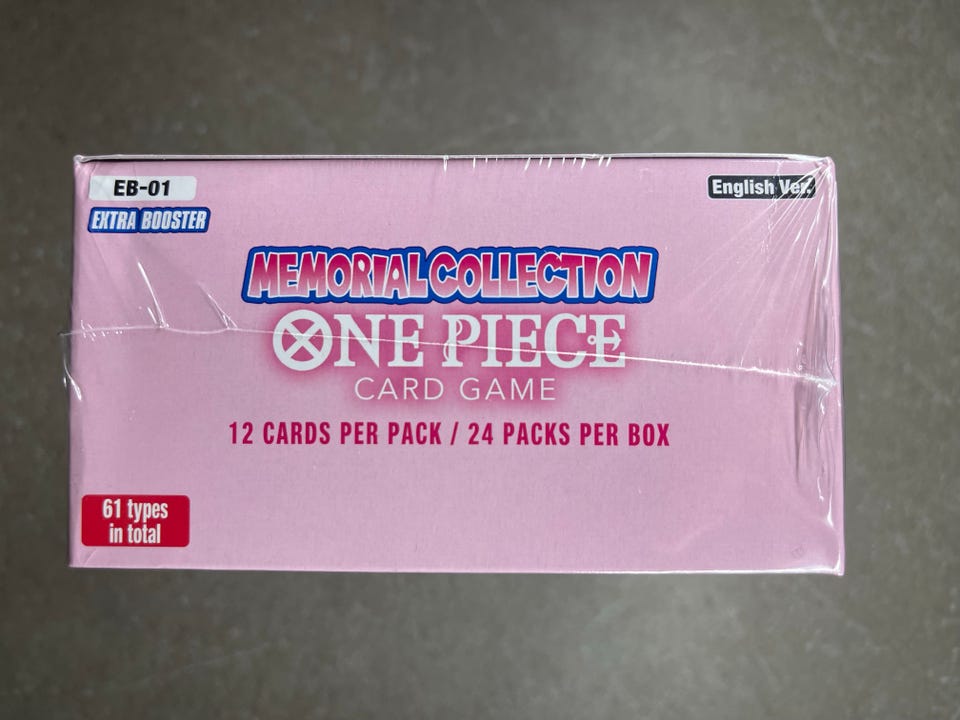 EB-01
EXTRA BOOSTER
English Ver.
MEMORIAL COLLECTION
ONE PIECE
CARD GAME
12 CARDS PER PACK / 24 PACKS PER BOX
61 types
in total